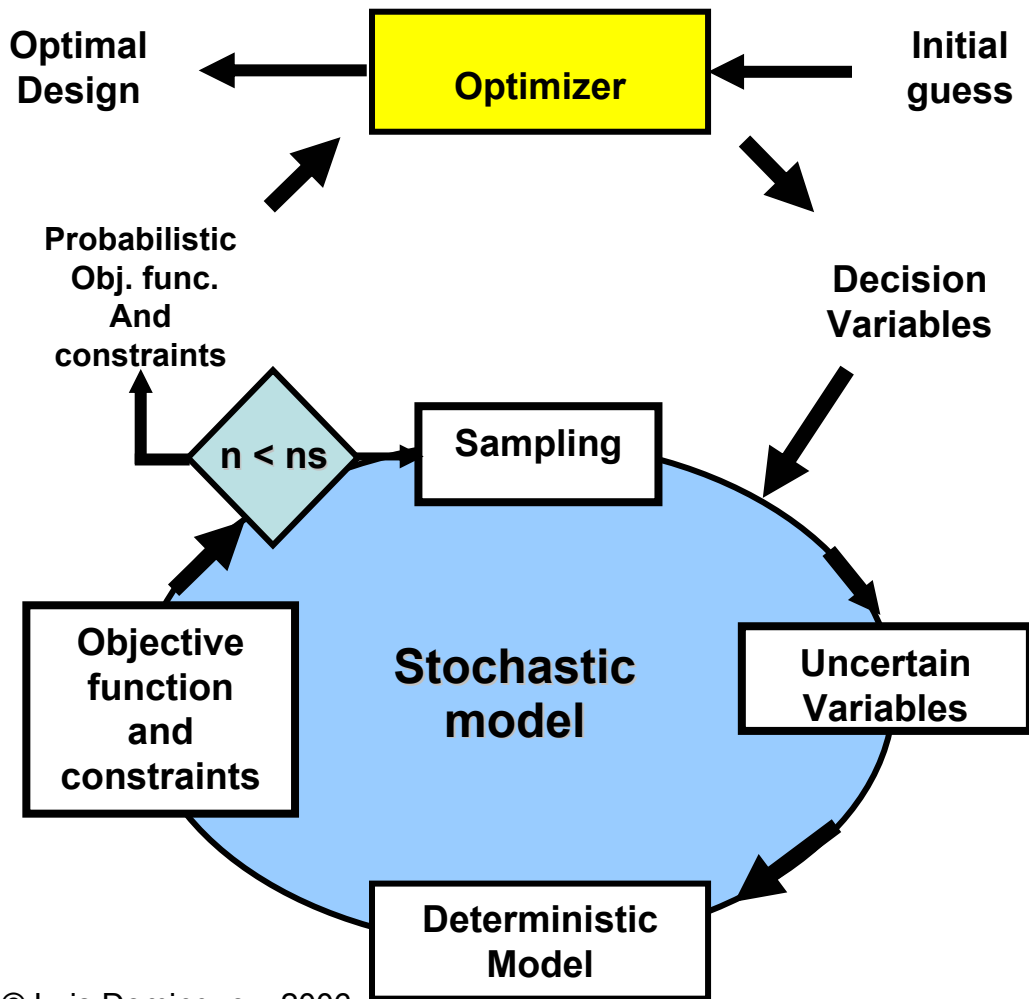 Optimal
Design
Optimizer
Initial
guess
Probabilistic
Obj. func.
And
constraints
Decision
Variables
n < ns
Sampling
Objective
function
and
constraints
Stochastic
model
Uncertain
Variables
Deterministic
Model